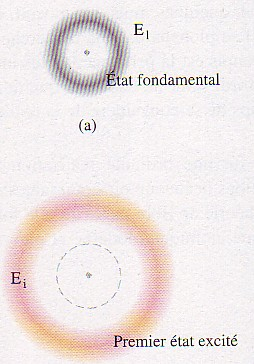 E₁
État fondamental
(a)
Eᵢ
Premier état excité